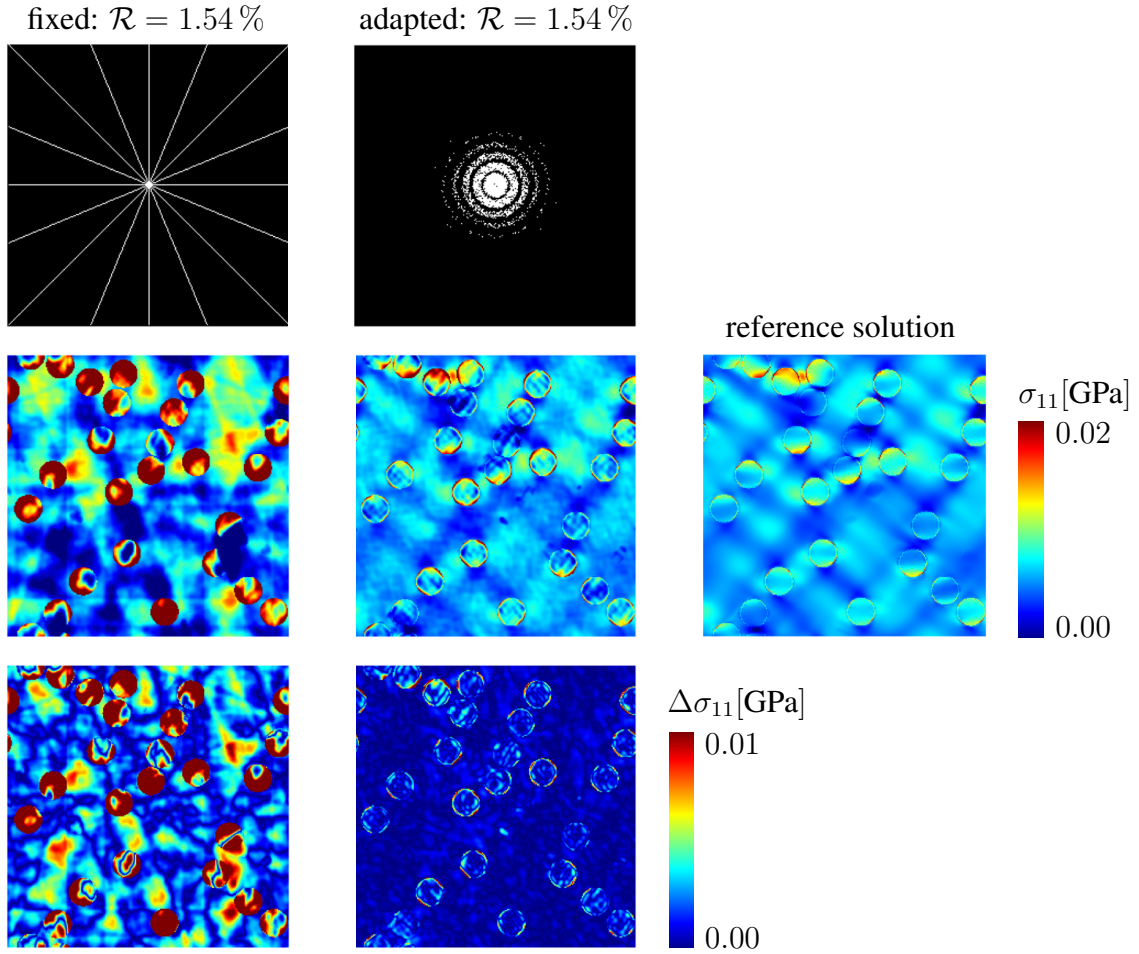 fixed: 𝓡 = 1.54 %
adapted: 𝓡 = 1.54 %
reference solution
σ₁₁[GPa]
0.02
0.00
Δσ₁₁[GPa]
0.01
0.00